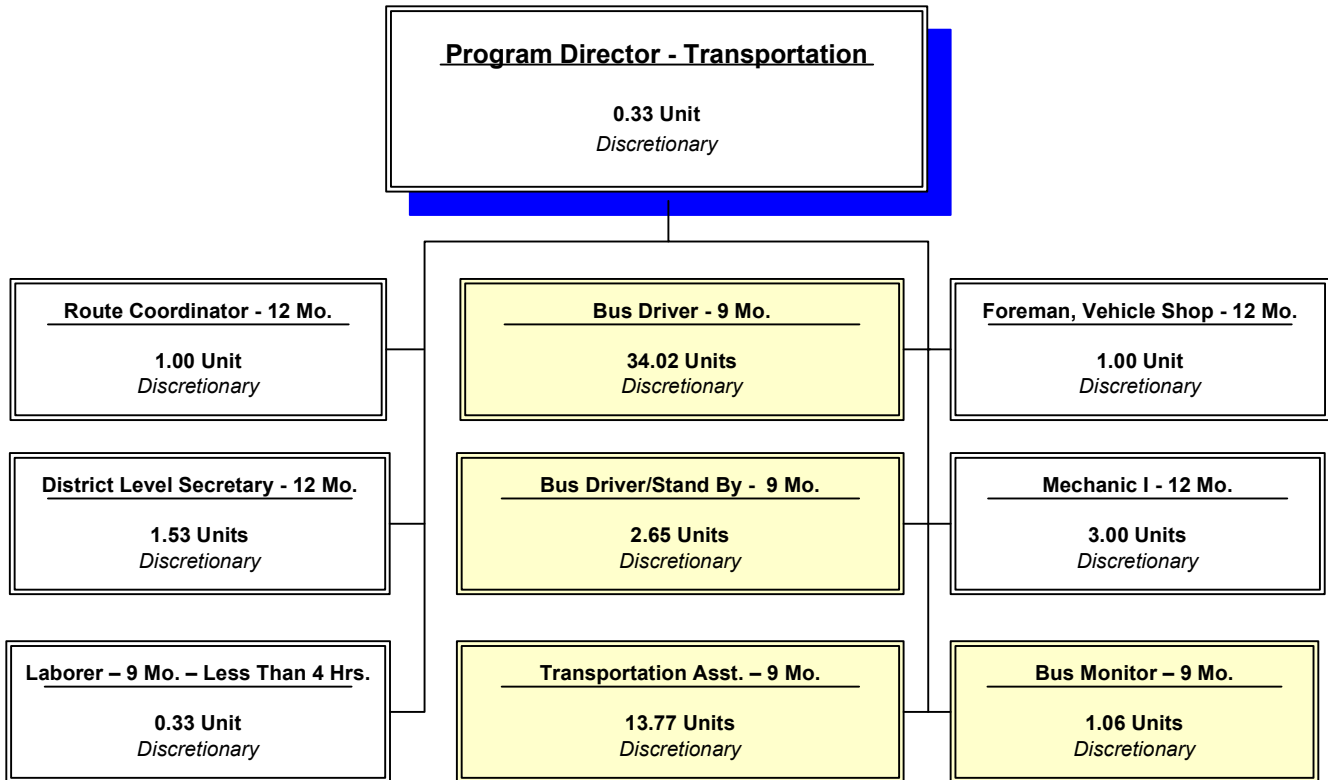 Program Director - Transportation
0.33 Unit
Discretionary
Route Coordinator - 12 Mo.
1.00 Unit
Discretionary
Bus Driver - 9 Mo.
34.02 Units
Discretionary
Foreman, Vehicle Shop - 12 Mo.
1.00 Unit
Discretionary
District Level Secretary - 12 Mo.
1.53 Units
Discretionary
Bus Driver/Stand By -  9 Mo.
2.65 Units
Discretionary
Mechanic I - 12 Mo.
3.00 Units
Discretionary
Laborer – 9 Mo. – Less Than 4 Hrs.
0.33 Unit
Discretionary
Transportation Asst. – 9 Mo.
13.77 Units
Discretionary
Bus Monitor – 9 Mo.
1.06 Units
Discretionary